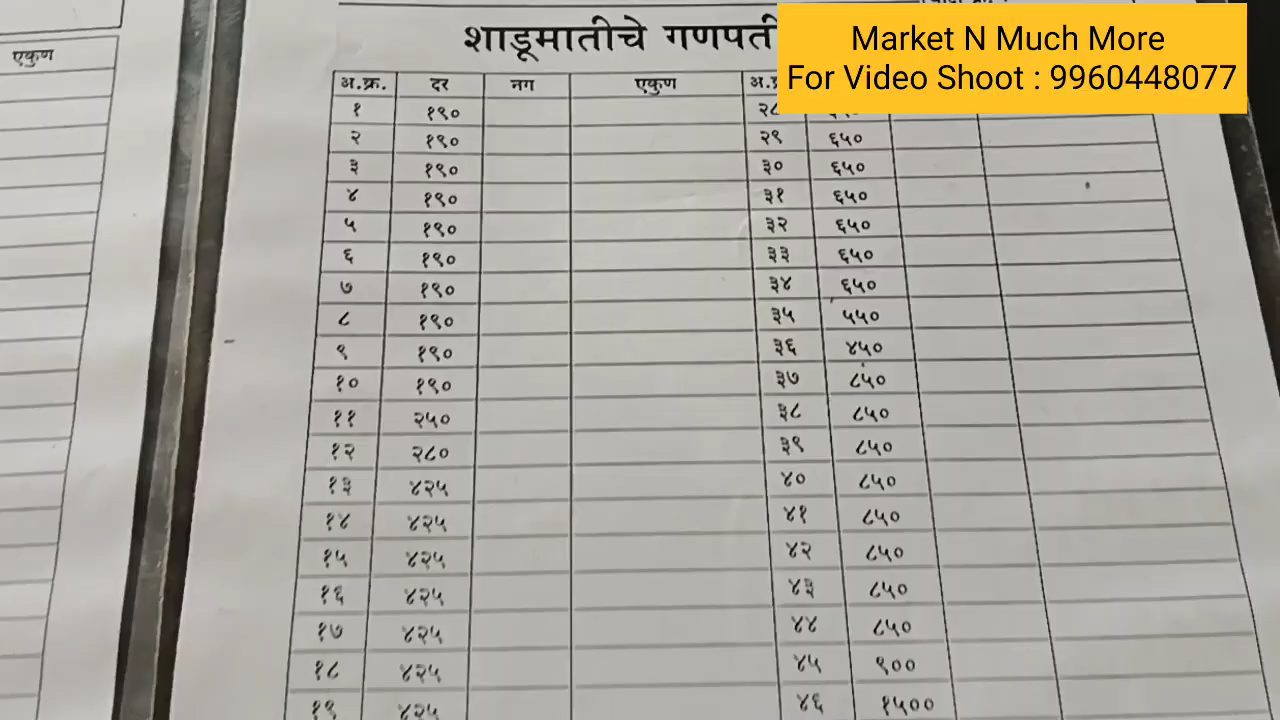 Market N Much More
For Video Shoot : 9960448077
एकुण
शाडूमातीचे गणपती
अ.क्र. दर नग एकुण
१ १९० २८
२ १९० २९ ६५०
३ १९० ३० ६५०
४ १९० ३१ ६५०
५ १९० ३२ ६५०
६ १९० ३३ ६५०
७ १९० ३४ ६५०
८ १९० ३५ ५५०
९ १९० ३६ ४५०
१० १९० ३७ ८५०
११ २५० ३८ ८५०
१२ २८० ३९ ८५०
१३ ४२५ ४० ८५०
१४ ४२५ ४१ ८५०
१५ ४२५ ४२ ८५०
१६ ४२५ ४३ ८५०
१७ ४२५ ४४ ८५०
१८ ४२५ ४५ ९००
१९ ४२५ ४६ १५००